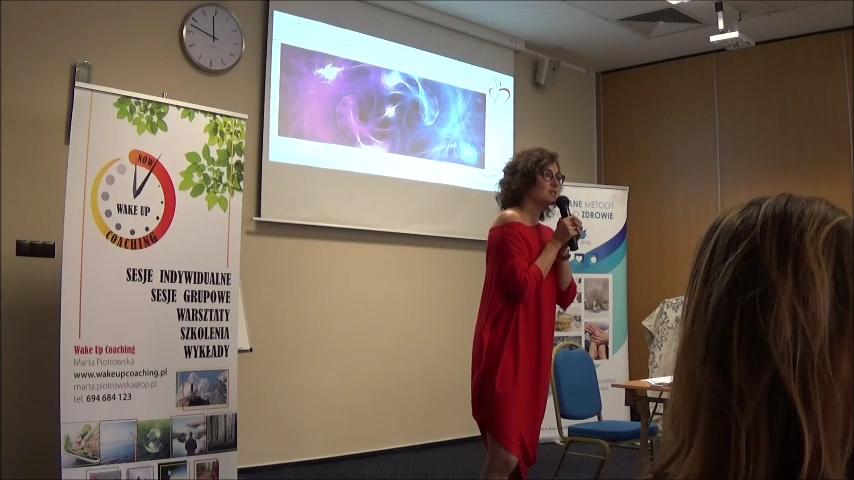 NOW
WAKE UP
COACHING
SESJE INDYWIDUALNE
SESJE GRUPOWE
WARSZTATY
SZKOLENIA
WYKŁADY
Wake Up Coaching
Marta Piotrowska
www.wakeupcoaching.pl
marta.piotrowska@op.pl
tel. 694 684 123
METODY
ZDROWIE